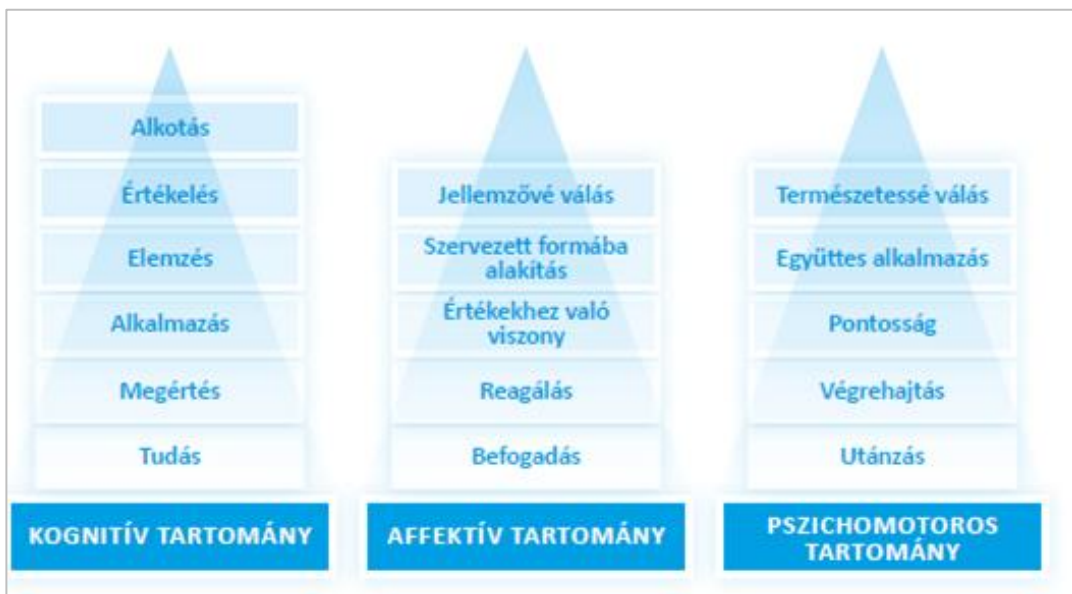 Alkotás
Értékelés
Elemzés
Alkalmazás
Megértés
Tudás
KOGNITÍV TARTOMÁNY
Jellemzővé válás
Szervezett formába
alakítás
Értékekhez való
viszony
Reagálás
Befogadás
AFFEKTÍV TARTOMÁNY
Természetessé válás
Együttes alkalmazás
Pontosság
Végrehajtás
Utánzás
PSZICHOMOTOROS
TARTOMÁNY